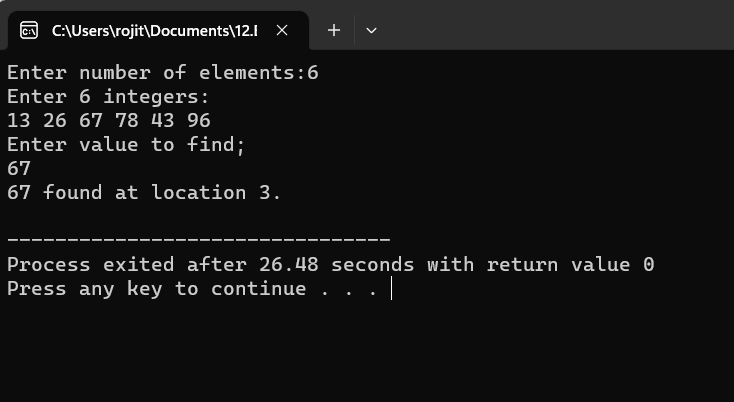 C:\Users\rojit\Documents\12.E
Enter number of elements:6
Enter 6 integers:
13 26 67 78 43 96
Enter value to find;
67
67 found at location 3.
--------------------------------
Process exited after 26.48 seconds with return value 0
Press any key to continue . . .